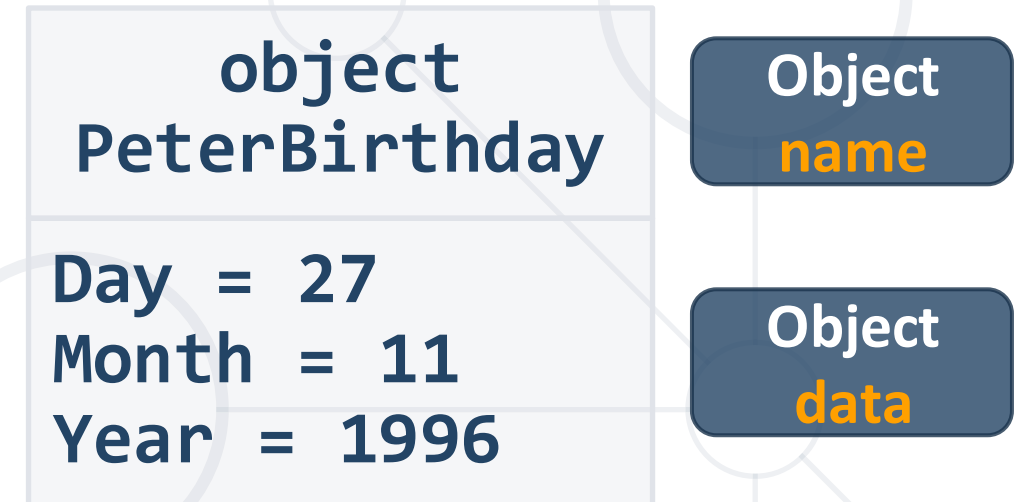 object
PeterBirthday
Day = 27
Month = 11
Year = 1996
Object
name
Object
data